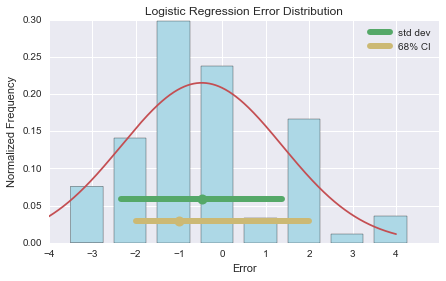 Logistic Regression Error Distribution
std dev
68% CI
Normalized Frequency
0.30
0.25
0.20
0.15
0.10
0.05
0.00
−4 −3 −2 −1 0 1 2 3 4
Error